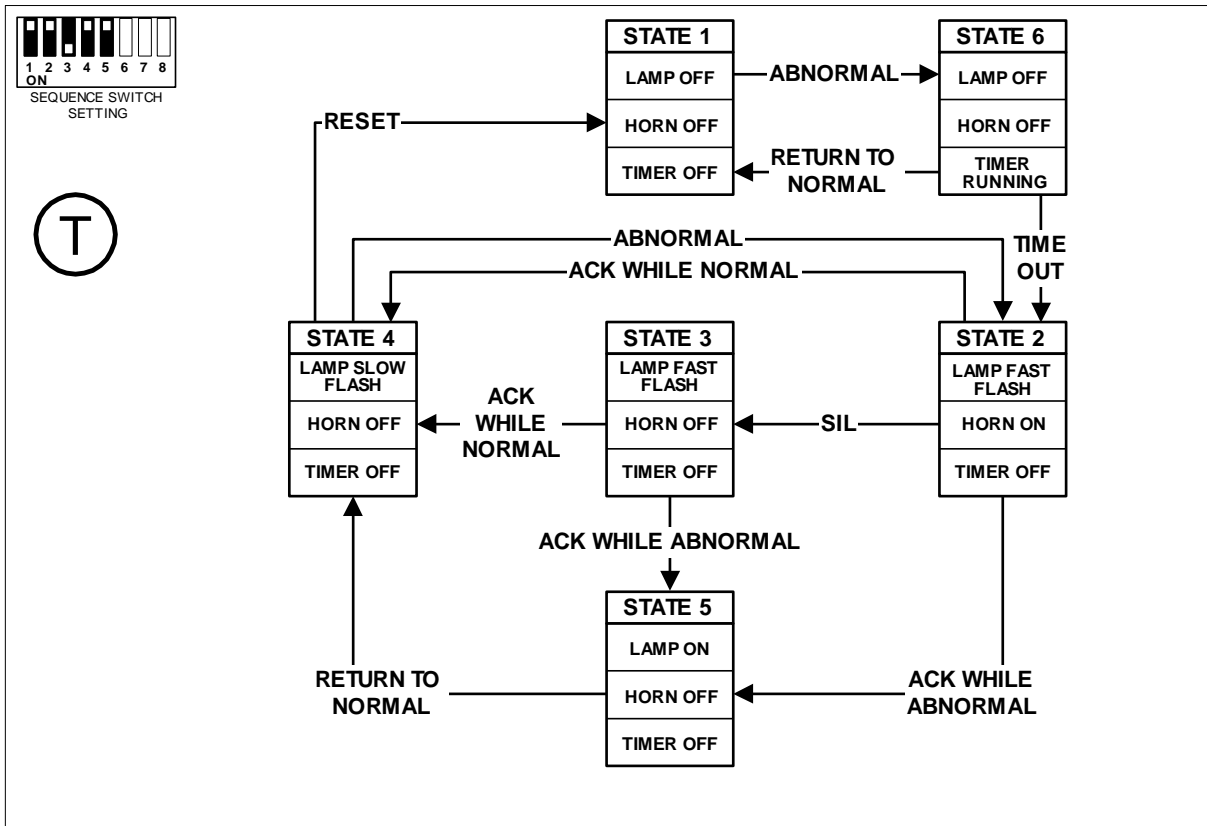 1 2 3 4 5 6 7 8
ON
SEQUENCE SWITCH
SETTING
T
STATE 1
LAMP OFF
HORN OFF
TIMER OFF
ABNORMAL
RETURN TO
NORMAL
STATE 6
LAMP OFF
HORN OFF
TIMER
RUNNING
RESET
TIME
OUT
ABNORMAL
ACK WHILE NORMAL
STATE 4
LAMP SLOW
FLASH
HORN OFF
TIMER OFF
ACK
WHILE
NORMAL
STATE 3
LAMP FAST
FLASH
HORN OFF
TIMER OFF
SIL
STATE 2
LAMP FAST
FLASH
HORN ON
TIMER OFF
ACK WHILE ABNORMAL
STATE 5
LAMP ON
HORN OFF
TIMER OFF
RETURN TO
NORMAL
ACK WHILE
ABNORMAL